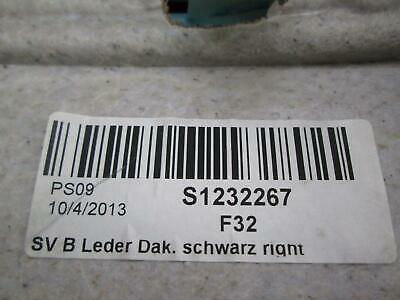 PS09
S1232267
10/4/2013
F32
SV B Leder Dak. schwarz right